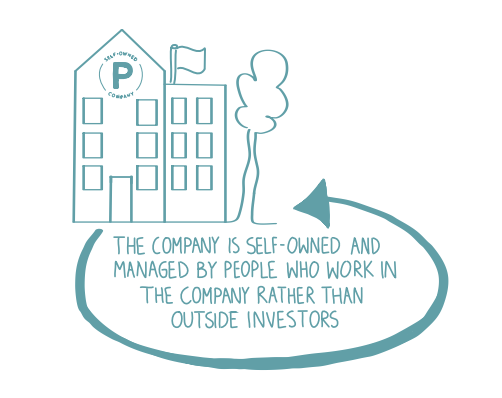 SELF-OWNED
P
COMPANY
THE COMPANY IS SELF-OWNED AND
MANAGED BY PEOPLE WHO WORK IN
THE COMPANY RATHER THAN
OUTSIDE INVESTORS